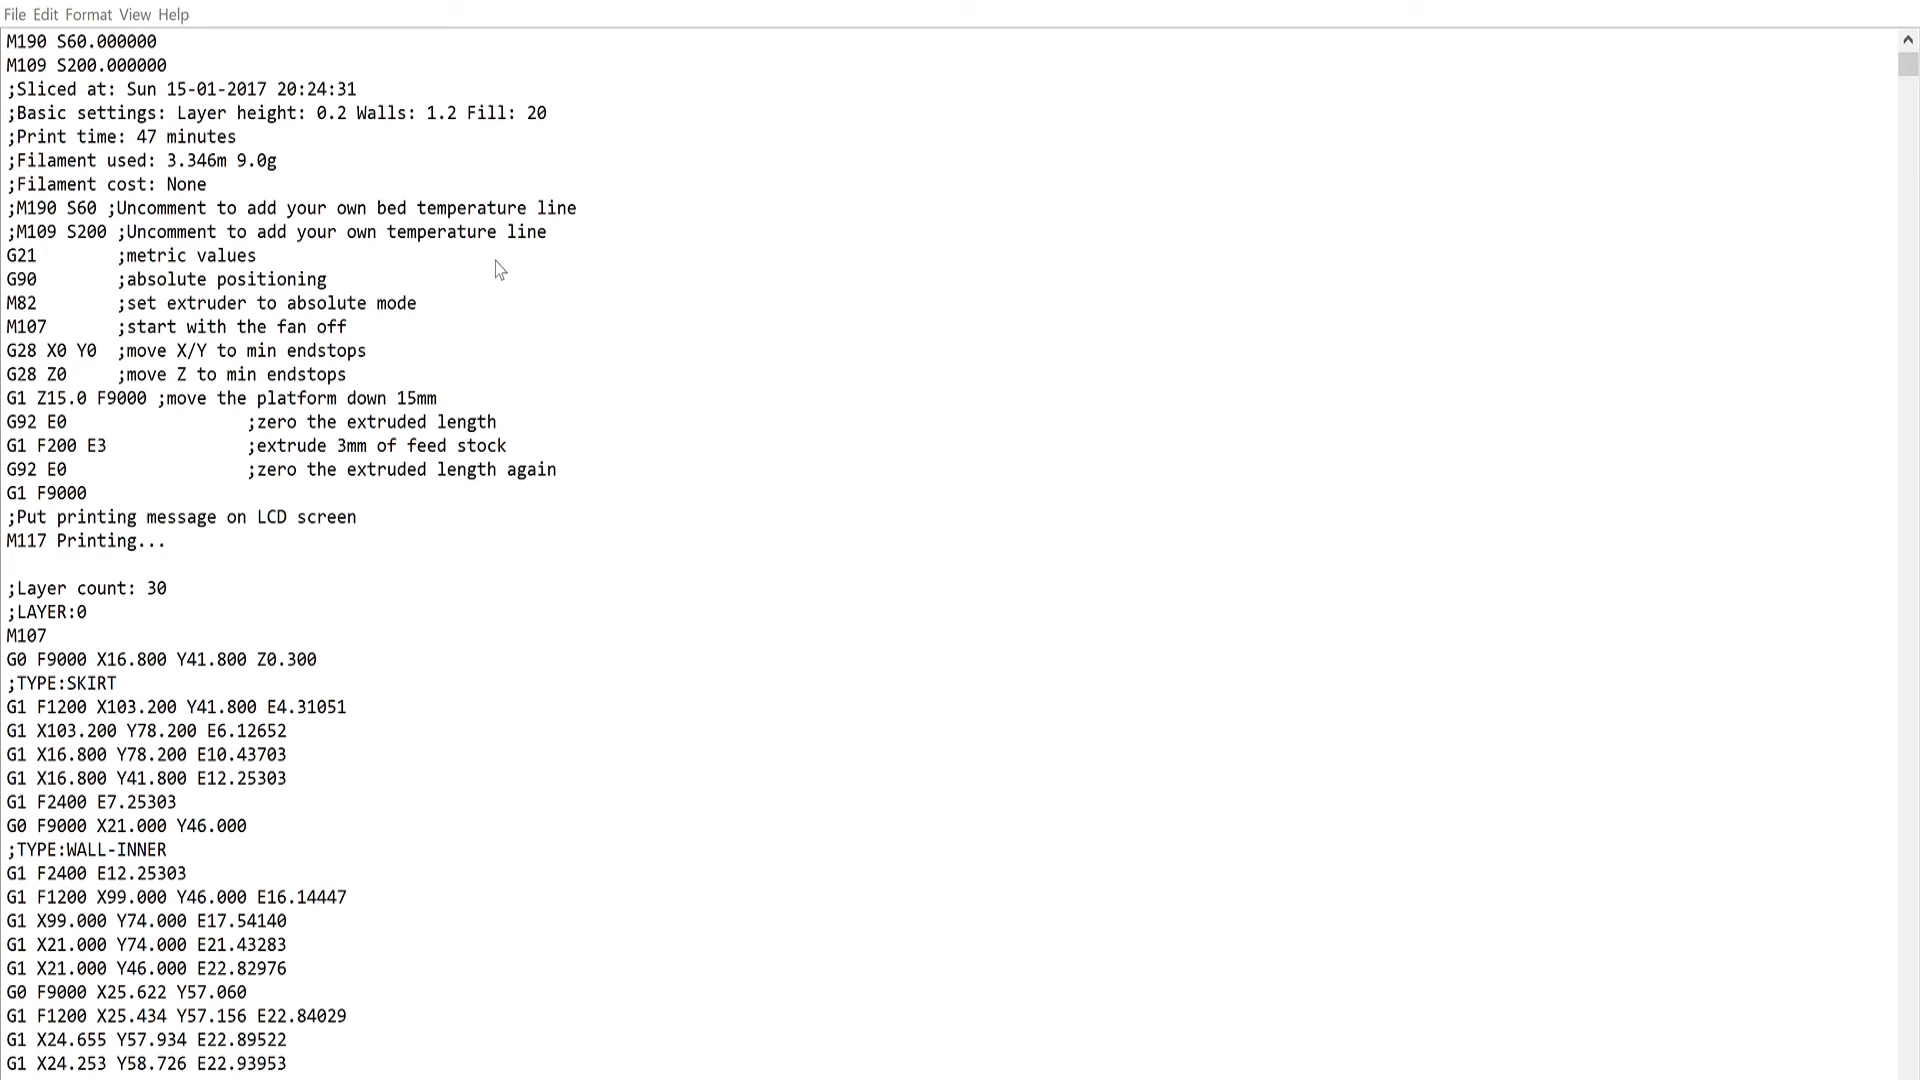 File Edit Format View Help
M190 S60.000000
M109 S200.000000
;Sliced at: Sun 15-01-2017 20:24:31
;Basic settings: Layer height: 0.2 Walls: 1.2 Fill: 20
;Print time: 47 minutes
;Filament used: 3.346m 9.0g
;Filament cost: None
;M190 S60 ;Uncomment to add your own bed temperature line
;M109 S200 ;Uncomment to add your own temperature line
G21        ;metric values
G90        ;absolute positioning
M82        ;set extruder to absolute mode
M107       ;start with the fan off
G28 X0 Y0  ;move X/Y to min endstops
G28 Z0     ;move Z to min endstops
G1 Z15.0 F9000 ;move the platform down 15mm
G92 E0                  ;zero the extruded length
G1 F200 E3              ;extrude 3mm of feed stock
G92 E0                  ;zero the extruded length again
G1 F9000
;Put printing message on LCD screen
M117 Printing...
;Layer count: 30
;LAYER:0
M107
G0 F9000 X16.800 Y41.800 Z0.300
;TYPE:SKIRT
G1 F1200 X103.200 Y41.800 E4.31051
G1 X103.200 Y78.200 E6.12652
G1 X16.800 Y78.200 E10.43703
G1 X16.800 Y41.800 E12.25303
G1 F2400 E7.25303
G0 F9000 X21.000 Y46.000
;TYPE:WALL-INNER
G1 F2400 E12.25303
G1 F1200 X99.000 Y46.000 E16.14447
G1 X99.000 Y74.000 E17.54140
G1 X21.000 Y74.000 E21.43283
G1 X21.000 Y46.000 E22.82976
G0 F9000 X25.622 Y57.060
G1 F1200 X25.434 Y57.156 E22.84029
G1 X24.655 Y57.934 E22.89522
G1 X24.253 Y58.726 E22.93953